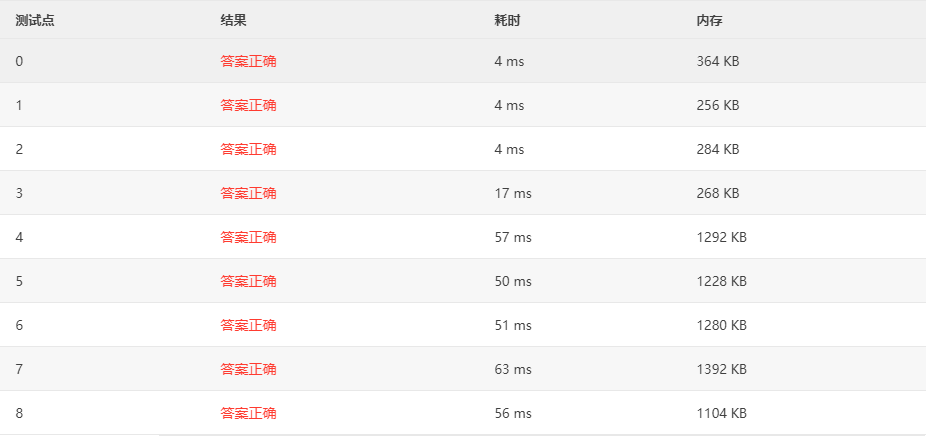 测试点 结果 耗时 内存
0 答案正确 4 ms 364 KB
1 答案正确 4 ms 256 KB
2 答案正确 4 ms 284 KB
3 答案正确 17 ms 268 KB
4 答案正确 57 ms 1292 KB
5 答案正确 50 ms 1228 KB
6 答案正确 51 ms 1280 KB
7 答案正确 63 ms 1392 KB
8 答案正确 56 ms 1104 KB